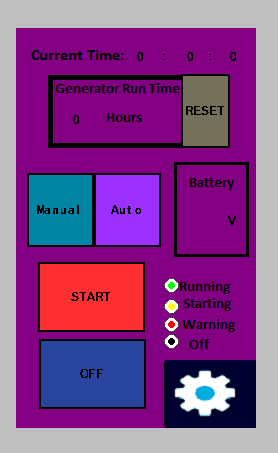 Current Time: 0 : 0 : 0
Generator Run Time
0 Hours
RESET
Manual
Auto
Battery
V
START
Running
Starting
Warning
Off
OFF